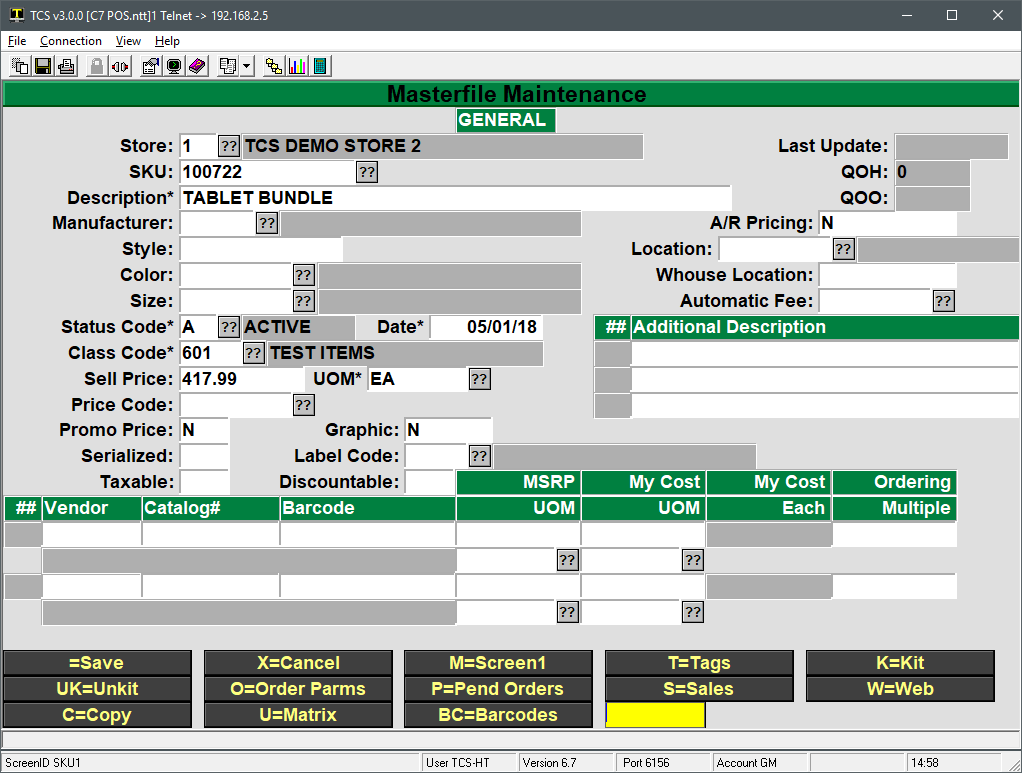 TCS v3.0.0 [C7 POS.ntt]1 Telnet -> 192.168.2.5
File Connection View Help
Masterfile Maintenance
GENERAL
Store: 1 ?? TCS DEMO STORE 2 Last Update:
SKU: 100722 ?? QOH: 0
Description* TABLET BUNDLE QOO:
Manufacturer: ?? A/R Pricing: N
Style: Location: ??
Color: ?? Whouse Location:
Size: ?? Automatic Fee: ??
Status Code* A ?? ACTIVE Date* 05/01/18 ## Additional Description
Class Code* 601 ?? TEST ITEMS
Sell Price: 417.99 UOM* EA ??
Price Code: ??
Promo Price: N Graphic: N
Serialized: Label Code: ??
Taxable: Discountable: MSRP My Cost My Cost Ordering
## Vendor Catalog# Barcode UOM UOM Each Multiple
?? ??
?? ??
=Save X=Cancel M=Screen1 T=Tags K=Kit
UK=Unkit O=Order Parms P=Pend Orders S=Sales W=Web
C=Copy U=Matrix BC=Barcodes
ScreenID SKU1 User TCS-HT Version 6.7 Port 6156 Account GM 14:58